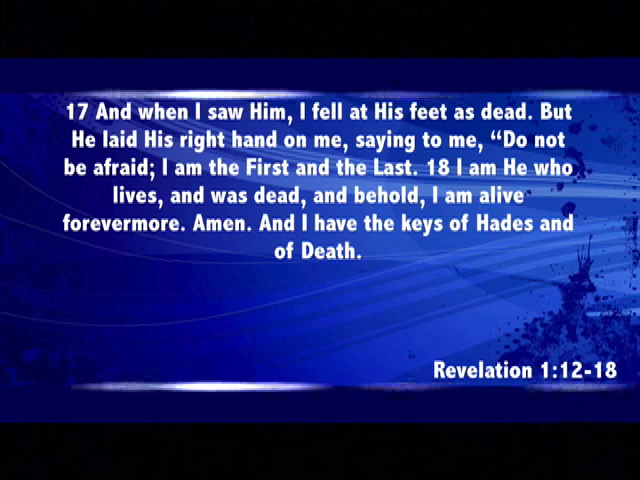 17 And when I saw Him, I fell at His feet as dead. But
He laid His right hand on me, saying to me, “Do not
be afraid; I am the First and the Last. 18 I am He who
lives, and was dead, and behold, I am alive
forevermore. Amen. And I have the keys of Hades and
of Death.
Revelation 1:12-18